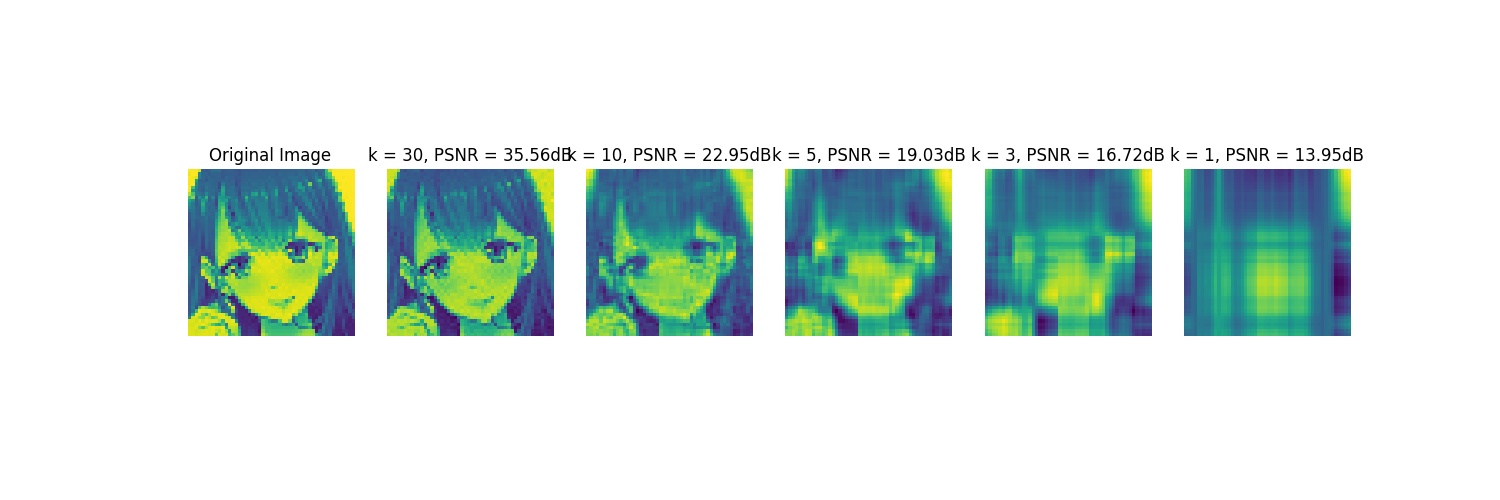 Original Image
k = 30, PSNR = 35.56dB
k = 10, PSNR = 22.95dB
k = 5, PSNR = 19.03dB
k = 3, PSNR = 16.72dB
k = 1, PSNR = 13.95dB